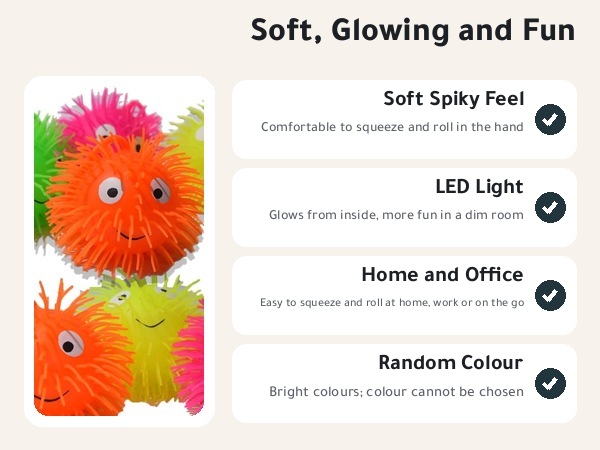 Soft, Glowing and Fun
Soft Spiky Feel
Comfortable to squeeze and roll in the hand
LED Light
Glows from inside, more fun in a dim room
Home and Office
Easy to squeeze and roll at home, work or on the go
Random Colour
Bright colours; colour cannot be chosen